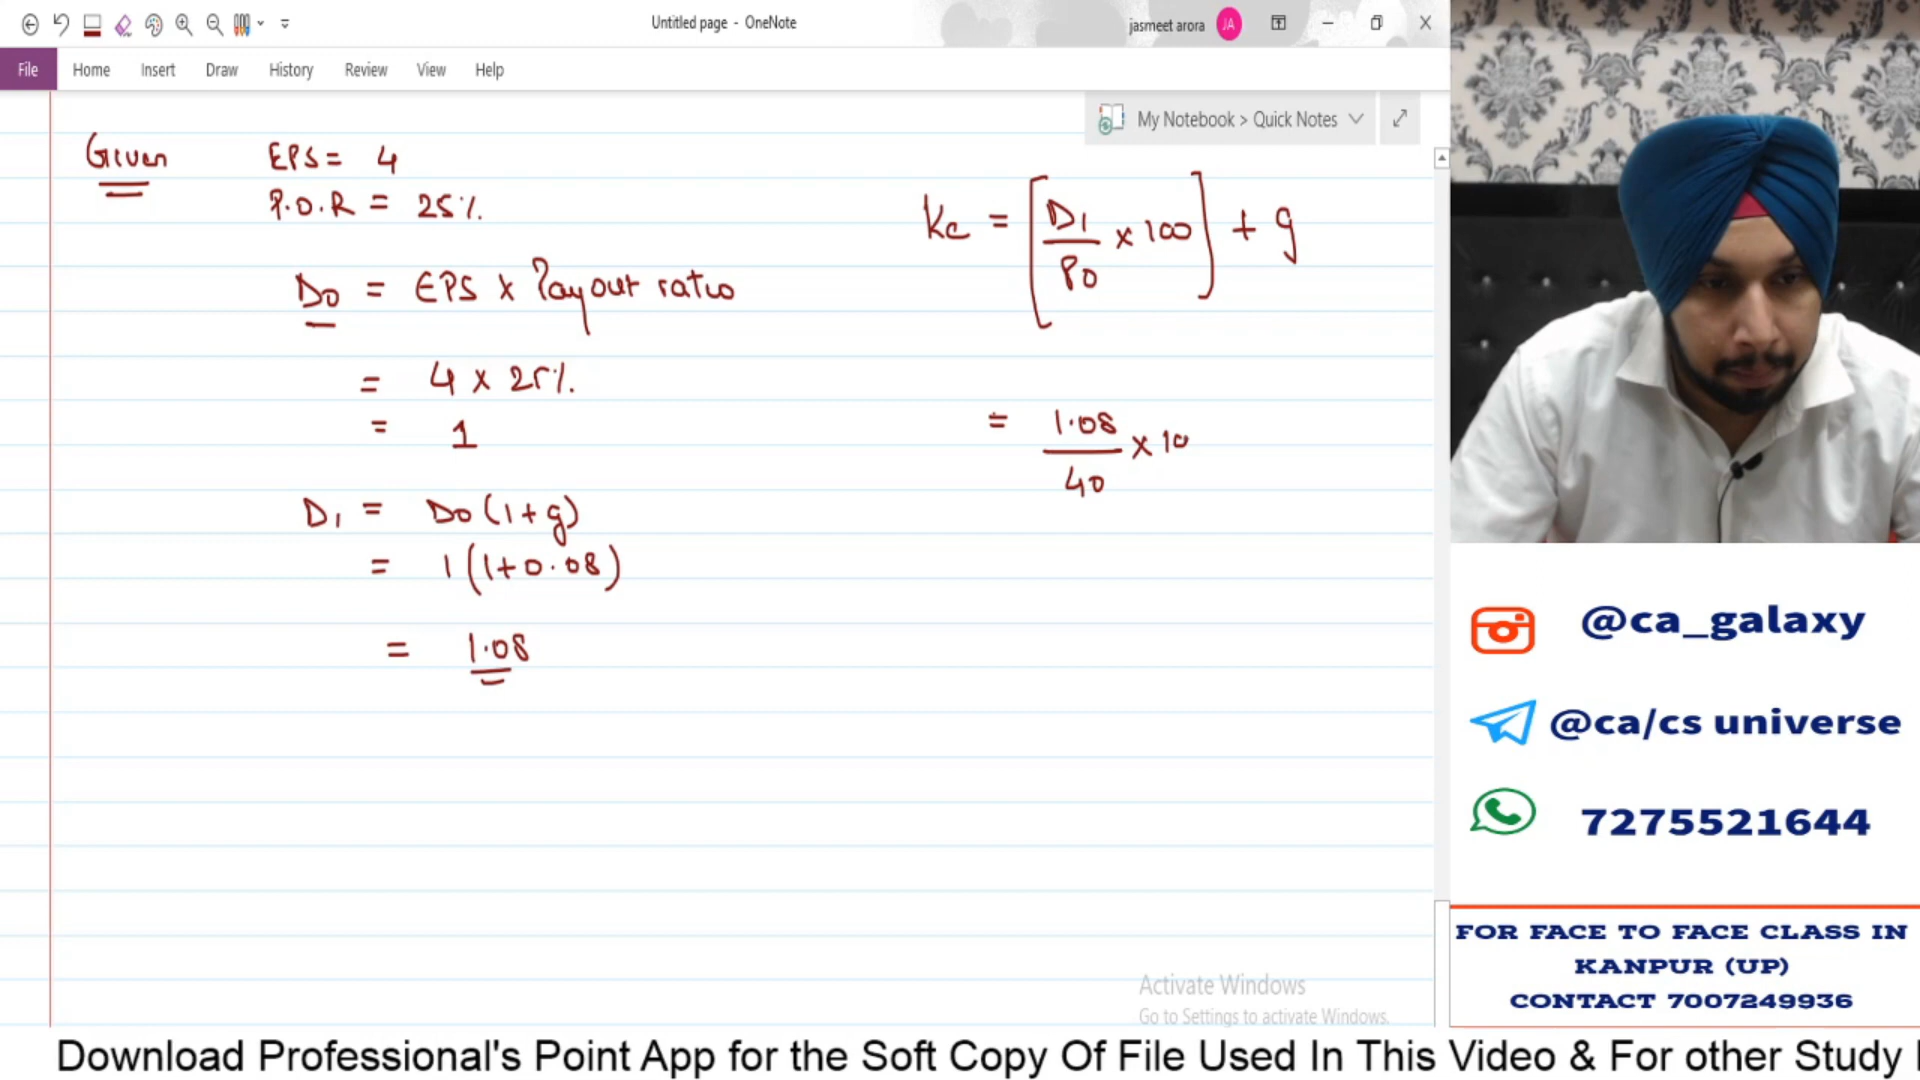 Untitled page - OneNote
jasmeet arora JA
File Home Insert Draw History Review View Help
My Notebook > Quick Notes
Given EPS = 4
P.O.R = 25%.
D0 = EPS x Payout ratio
= 4 x 25%.
= 1
D1 = D0 (1+g)
= 1 (1+0.08)
= 1.08
Ke = [D1/P0 x 100] + g
= 1.08/40 x 10
@ca_galaxy
@ca/cs universe
7275521644
FOR FACE TO FACE CLASS IN
KANPUR (UP)
CONTACT 7007249936
Activate Windows
Go to Settings to activate Windows.
Download Professional's Point App for the Soft Copy Of File Used In This Video & For other Study